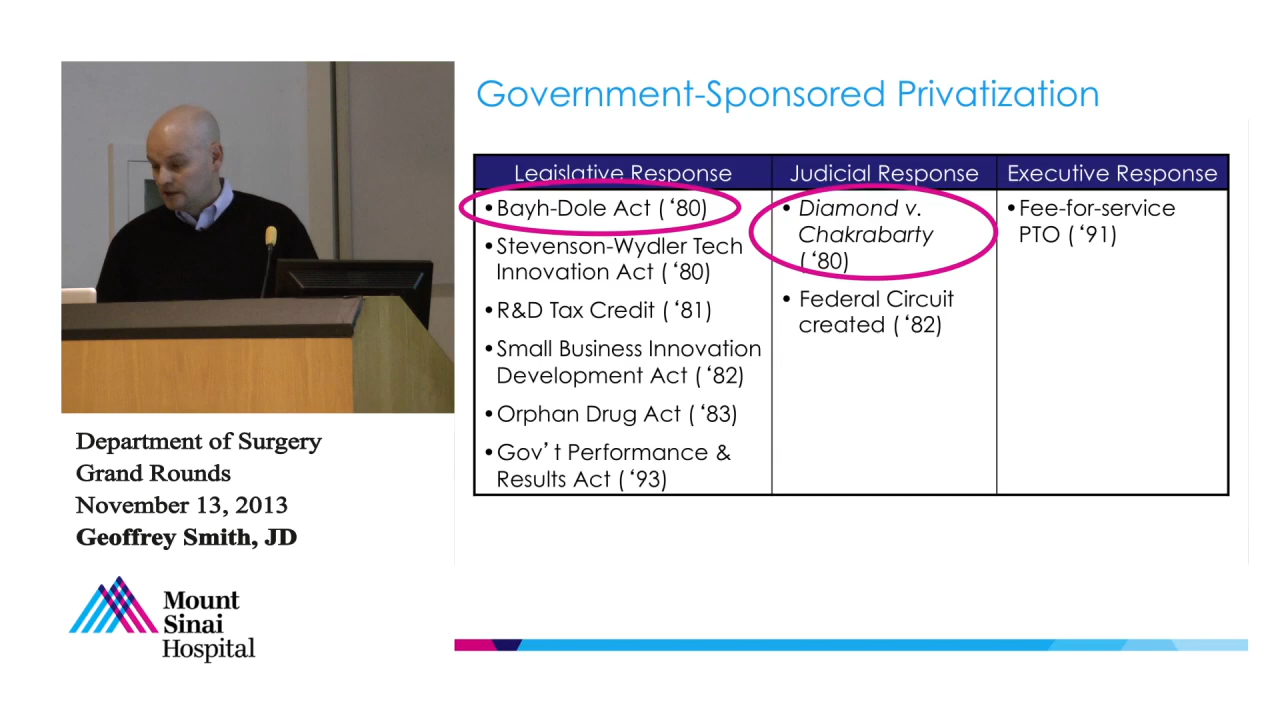 Government-Sponsored Privatization
Legislative Response
Judicial Response
Executive Response
•Bayh-Dole Act (‘80)
•Stevenson-Wydler Tech
Innovation Act (‘80)
•R&D Tax Credit (‘81)
•Small Business Innovation
Development Act (‘82)
•Orphan Drug Act (‘83)
•Gov’t Performance &
Results Act (‘93)
• Diamond v.
Chakrabarty
(‘80)
• Federal Circuit
created (‘82)
•Fee-for-service
PTO (‘91)
Department of Surgery
Grand Rounds
November 13, 2013
Geoffrey Smith, JD
Mount
Sinai
Hospital